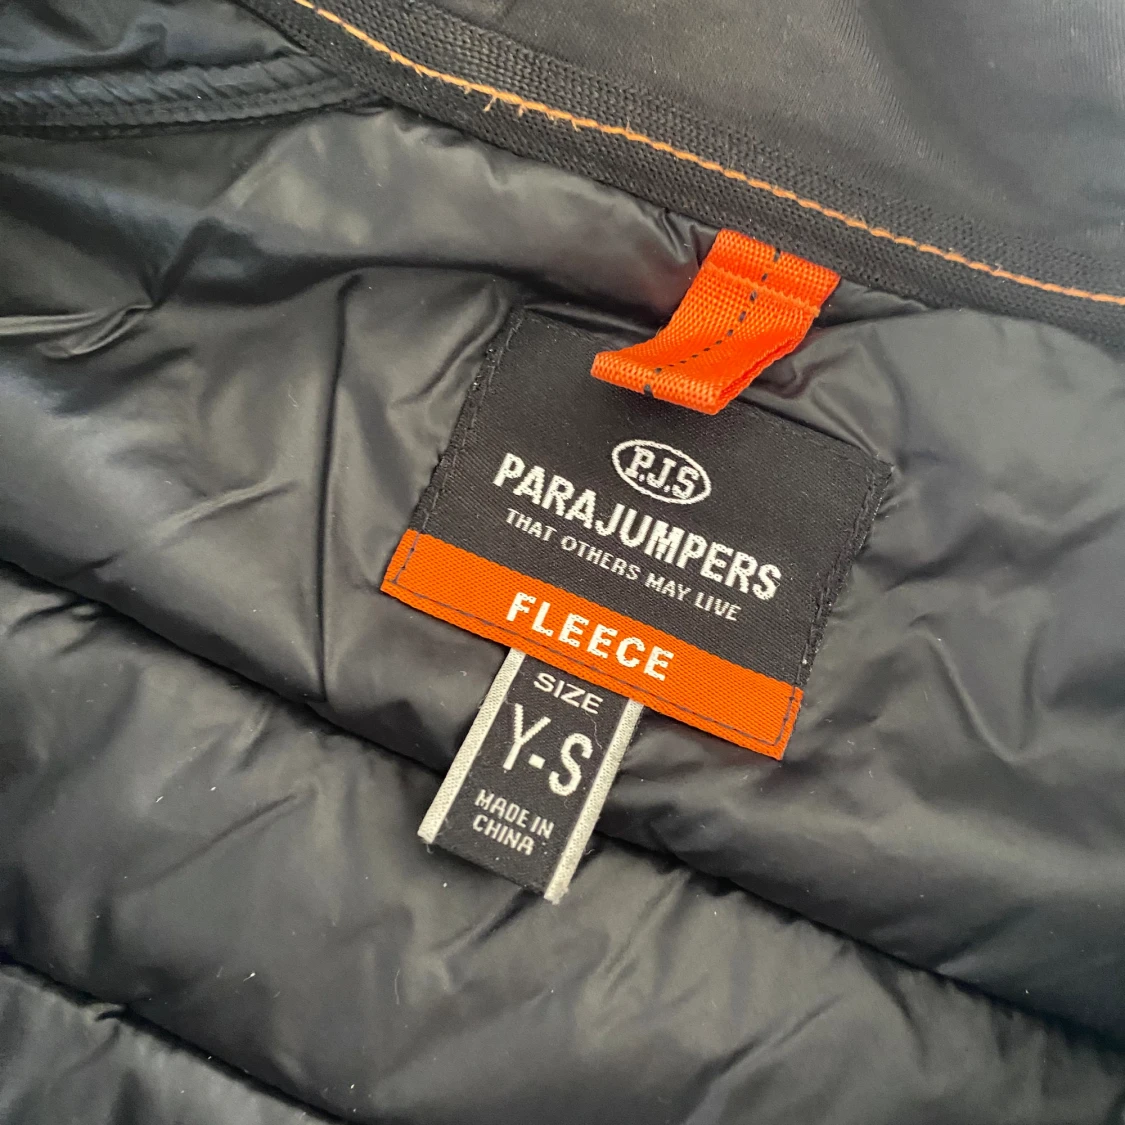 P.J.S
PARAJUMPERS
THAT OTHERS MAY LIVE
FLEECE
SIZE
Y-S
MADE IN
CHINA